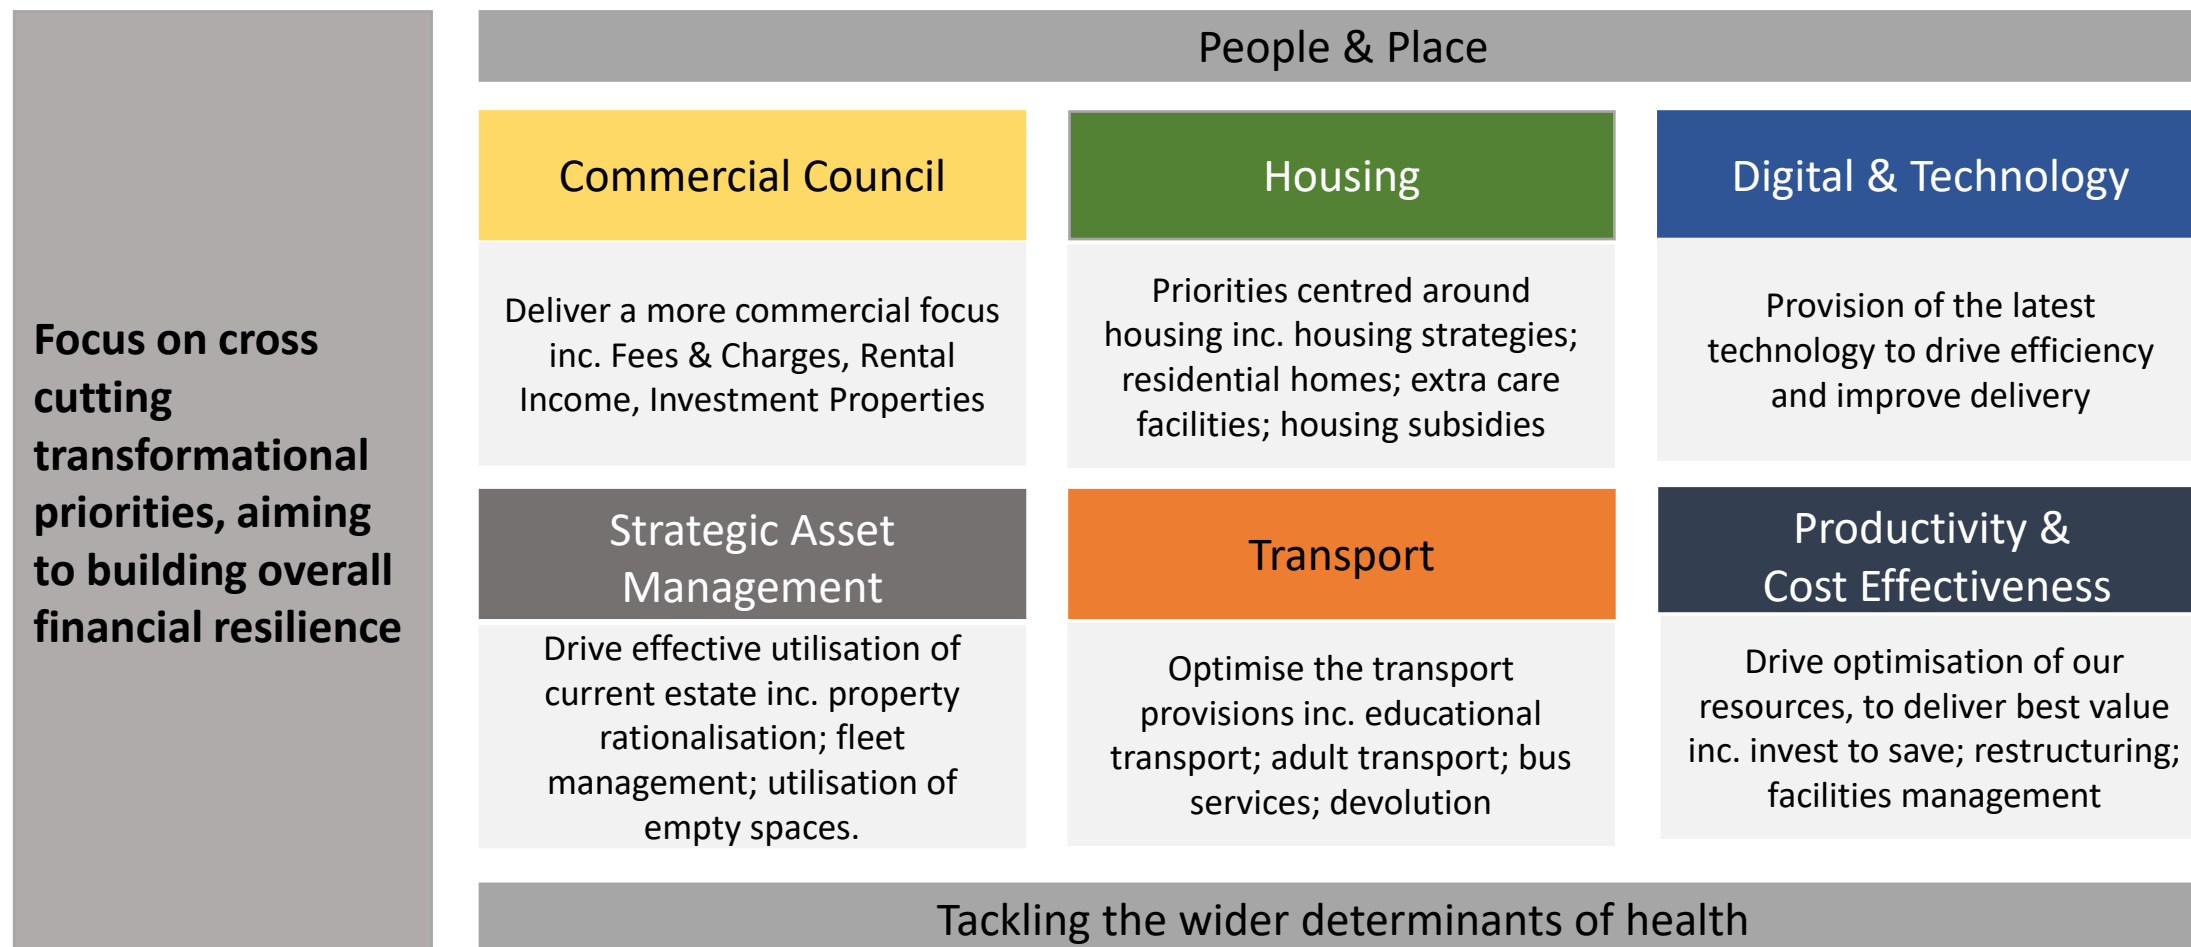 Focus on cross
cutting
transformational
priorities, aiming
to building overall
financial resilience
People & Place
Commercial Council
Deliver a more commercial focus
inc. Fees & Charges, Rental
Income, Investment Properties
Housing
Priorities centred around
housing inc. housing strategies;
residential homes; extra care
facilities; housing subsidies
Digital & Technology
Provision of the latest
technology to drive efficiency
and improve delivery
Strategic Asset
Management
Drive effective utilisation of
current estate inc. property
rationalisation; fleet
management; utilisation of
empty spaces.
Transport
Optimise the transport
provisions inc. educational
transport; adult transport; bus
services; devolution
Productivity &
Cost Effectiveness
Drive optimisation of our
resources, to deliver best value
inc. invest to save; restructuring;
facilities management
Tackling the wider determinants of health